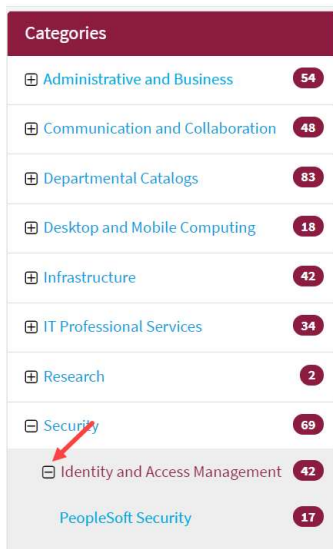 Categories
Administrative and Business 54
Communication and Collaboration 48
Departmental Catalogs 83
Desktop and Mobile Computing 18
Infrastructure 42
IT Professional Services 34
Research 2
Security 69
Identity and Access Management 42
PeopleSoft Security 17